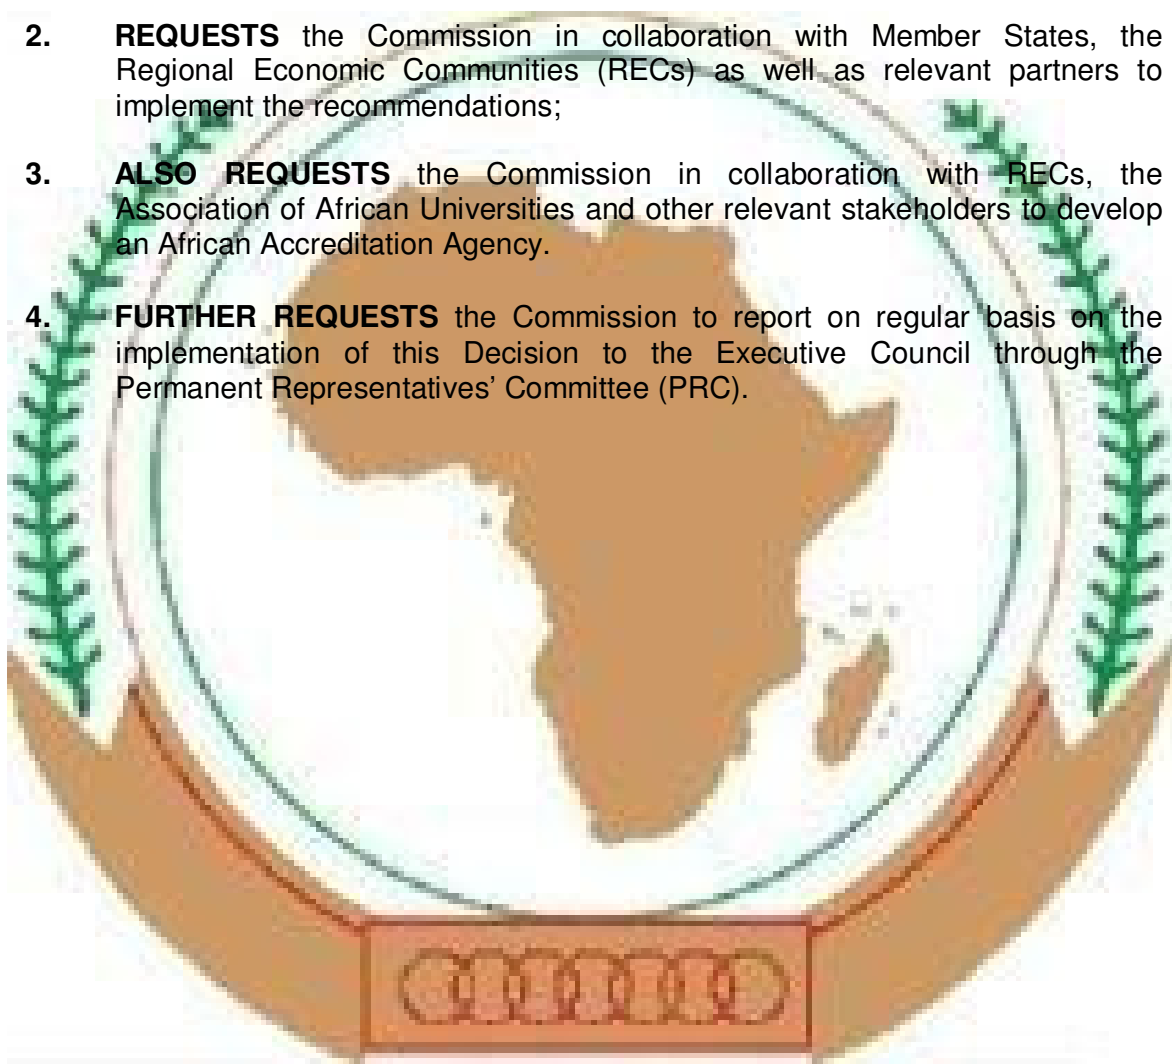 2. REQUESTS the Commission in collaboration with Member States, the
Regional Economic Communities (RECs) as well as relevant partners to
implement the recommendations;
3. ALSO REQUESTS the Commission in collaboration with RECs, the
Association of African Universities and other relevant stakeholders to develop
an African Accreditation Agency.
4. FURTHER REQUESTS the Commission to report on regular basis on the
implementation of this Decision to the Executive Council through the
Permanent Representatives’ Committee (PRC).